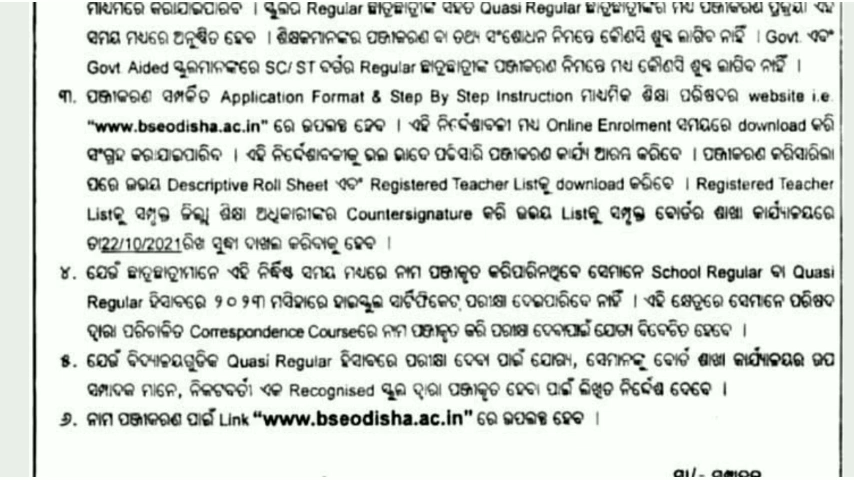 ମାଧ୍ୟମରେ କରାଯାଇପାରିବ । ସ୍କୁଲର Regular ଛାତ୍ରଛାତ୍ରୀଙ୍କ ସହିତ Quasi Regular ଛାତ୍ରଛାତ୍ରୀଙ୍କର ମଧ୍ୟ ପଞ୍ଜୀକରଣ ପ୍ରକ୍ରିୟା ଏହି
ସମୟ ମଧ୍ୟରେ ଅନୁଷ୍ଠିତ ହେବ । ଶିକ୍ଷକମାନଙ୍କର ପଞ୍ଜୀକରଣ ବା ତଥ୍ୟ ସଂଶୋଧନ ନିମନ୍ତେ କୌଣସି ଶୁଳ୍କ ଲାଗିବ ନାହିଁ । Govt. ଏବଂ
Govt. Aided ସ୍କୁଲମାନଙ୍କରେ SC/ ST ବର୍ଗର Regular ଛାତ୍ରଛାତ୍ରୀଙ୍କ ପଞ୍ଜୀକରଣ ନିମନ୍ତେ ମଧ୍ୟ କୌଣସି ଶୁଳ୍କ ଲାଗିବ ନାହିଁ ।
୩. ପଞ୍ଜୀକରଣ ସମ୍ପର୍କିତ Application Format & Step By Step Instruction ମାଧ୍ୟମିକ ଶିକ୍ଷା ପରିଷଦର website i.e.
“www.bseodisha.ac.in” ରେ ଉପଲବ୍ଧ ହେବ । ଏହି ନିର୍ଦ୍ଦେଶାବଳୀ ମଧ୍ୟ Online Enrolment ସମୟରେ download କରି
ସଂଗ୍ରହ କରାଯାଇପାରିବ । ଏହି ନିର୍ଦ୍ଦେଶାବଳୀକୁ ଭଲ ଭାବେ ପଢିସାରି ପଞ୍ଜୀକରଣ କାର୍ଯ୍ୟ ଆରମ୍ଭ କରିବେ । ପଞ୍ଜୀକରଣ କରିସାରିଲା
ପରେ ଉଭୟ Descriptive Roll Sheet ଏବଂ Registered Teacher Listକୁ download କରିବେ । Registered Teacher
Listକୁ ସମ୍ପୃକ୍ତ ଜିଲ୍ଲା ଶିକ୍ଷା ଅଧିକାରୀଙ୍କର Countersignature କରି ଉଭୟ Listକୁ ସମ୍ପୃକ୍ତ ବୋର୍ଡର ଶାଖା କାର୍ଯ୍ୟାଳୟରେ
ତା22/10/2021ରିଖ ସୁଦ୍ଧା ଦାଖଲ କରିବାକୁ ହେବ ।
୪. ଯେଉଁ ଛାତ୍ରଛାତ୍ରୀମାନେ ଏହି ନିର୍ଦ୍ଧିଷ୍ଟ ସମୟ ମଧ୍ୟରେ ନାମ ପଞ୍ଜୀକୃତ କରିପାରିନଥିବେ ସେମାନେ School Regular ବା Quasi
Regular ହିସାବରେ ୨୦୨୩ ମସିହାରେ ହାଇସ୍କୁଲ ସାର୍ଟିଫିକେଟ୍ ପରୀକ୍ଷା ଦେଇପାରିବେ ନାହିଁ । ଏହି କ୍ଷେତ୍ରରେ ସେମାନେ ପରିଷଦ
ଦ୍ୱାରା ପରିଚାଳିତ Correspondence Courseରେ ନାମ ପଞ୍ଜୀକୃତ କରି ପରୀକ୍ଷା ଦେବାପାଇଁ ଯୋଗ୍ୟ ବିବେଚିତ ହେବେ ।
୫. ଯେଉଁ ବିଦ୍ୟାଳୟଗୁଡିକ Quasi Regular ହିସାବରେ ପରୀକ୍ଷା ଦେବା ପାଇଁ ଯୋଗ୍ୟ, ସେମାନଙ୍କୁ ବୋର୍ଡ ଶାଖା କାର୍ଯ୍ୟାଳୟର ଉପ
ସମ୍ପାଦକ ମାନେ, ନିକଟବର୍ତୀ ଏକ Recognised ସ୍କୁଲ ଦ୍ୱାରା ପଞ୍ଜୀକୃତ ହେବା ପାଇଁ ଲିଖିତ ନିର୍ଦ୍ଦେଶ ଦେବେ ।
୬. ନାମ ପଞ୍ଜୀକରଣ ପାଇଁ Link “www.bseodisha.ac.in” ରେ ଉପଲବ୍ଧ ହେବ ।
ସ୍ୱା/- ସମ୍ପାଦକ